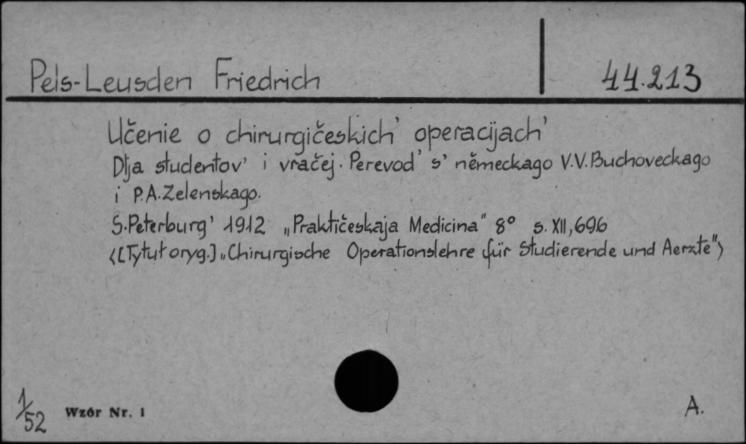 Pels-Leusden Friedrich
44.213
Učenie o chirurgičeskich' operacijach'
Dlja studentov' i vračej. Perevod' s' německago V.V.Buchoveckago
i P.A.Zelenskago.
S.Peterburg' 1912 „Praktičeskaja Medicina" 8° s. XII, 696
<[Tytuł oryg.] „Chirurgische Operationslehre für Studierende und Aerzte">
1/52
Wzór Nr. 1
A.